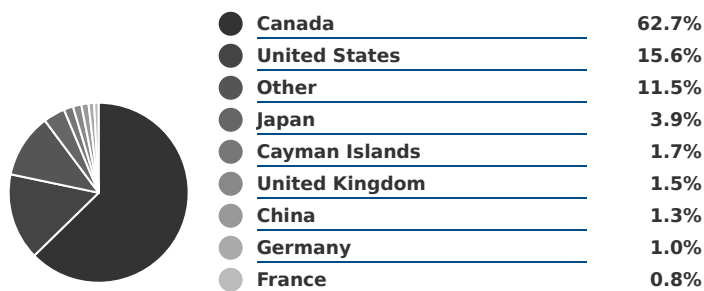 Canada 62.7%
United States 15.6%
Other 11.5%
Japan 3.9%
Cayman Islands 1.7%
United Kingdom 1.5%
China 1.3%
Germany 1.0%
France 0.8%